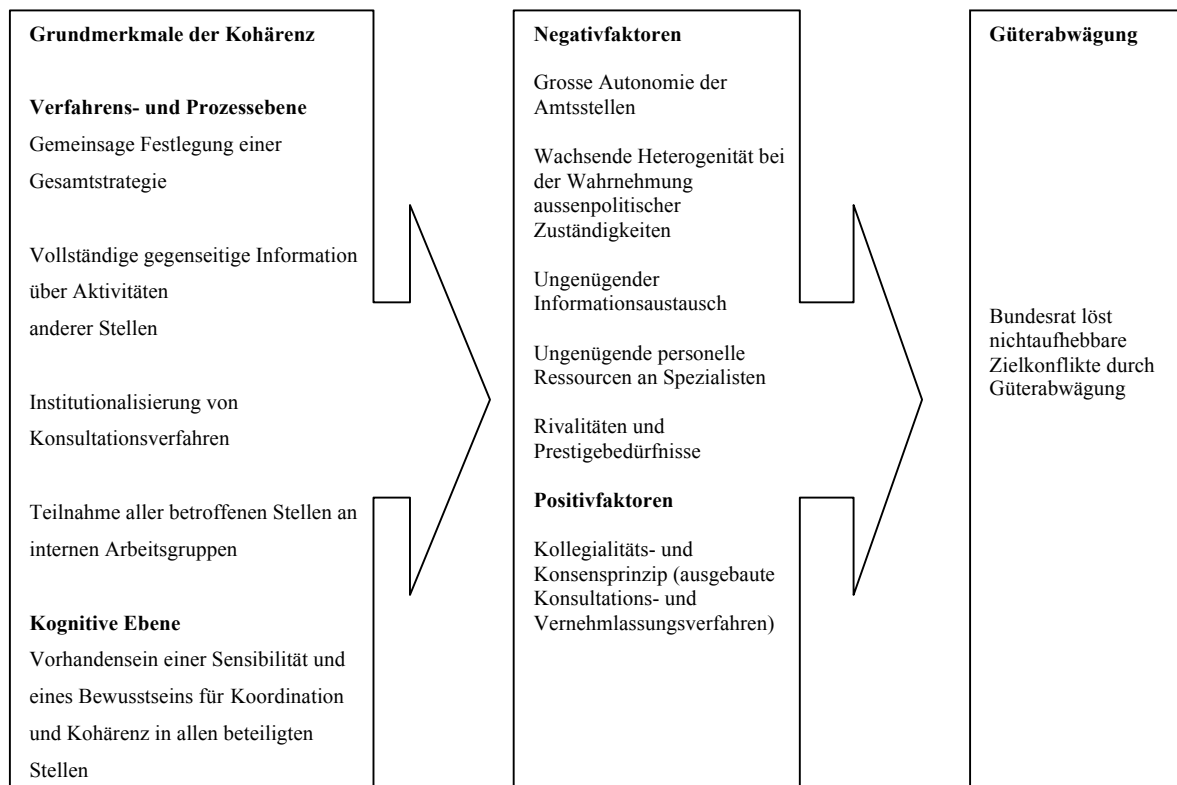 Grundmerkmale der Kohärenz
Verfahrens- und Prozessebene
Gemeinsage Festlegung einer
Gesamtstrategie
Vollständige gegenseitige Information
über Aktivitäten
anderer Stellen
Institutionalisierung von
Konsultationsverfahren
Teilnahme aller betroffenen Stellen an
internen Arbeitsgruppen
Kognitive Ebene
Vorhandensein einer Sensibilität und
eines Bewusstseins für Koordination
und Kohärenz in allen beteiligten
Stellen
Negativfaktoren
Grosse Autonomie der
Amtsstellen
Wachsende Heterogenität bei
der Wahrnehmung
aussenpolitischer
Zuständigkeiten
Ungenügender
Informationsaustausch
Ungenügende personelle
Ressourcen an Spezialisten
Rivalitäten und
Prestigebedürfnisse
Positivfaktoren
Kollegialitäts- und
Konsensprinzip (ausgebaute
Konsultations- und
Vernehmlassungsverfahren)
Güterabwägung
Bundesrat löst
nichtaufhebbare
Zielkonflikte durch
Güterabwägung